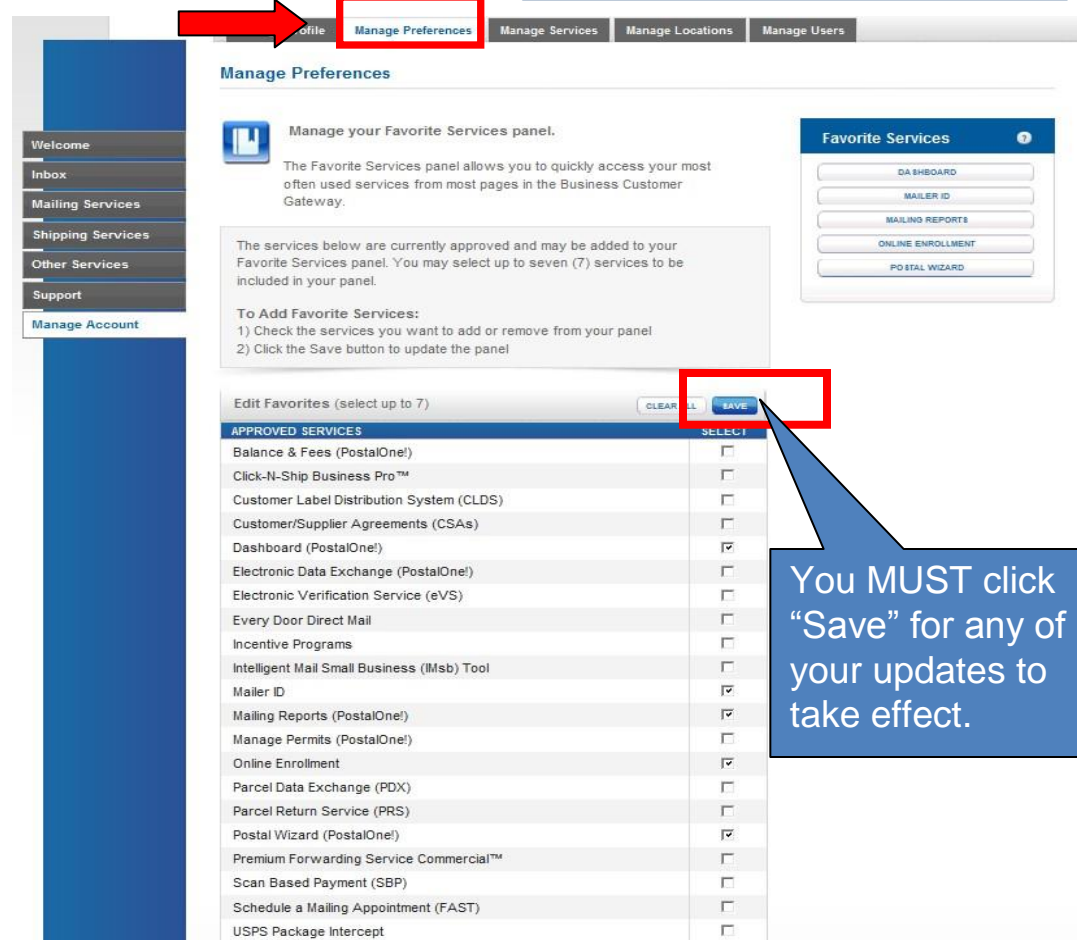 Manage Preferences
Manage Services
Manage Locations
Manage Users
Manage Preferences
Welcome
Inbox
Mailing Services
Shipping Services
Other Services
Support
Manage Account
Manage your Favorite Services panel.
The Favorite Services panel allows you to quickly access your most
often used services from most pages in the Business Customer
Gateway.
The services below are currently approved and may be added to your
Favorite Services panel. You may select up to seven (7) services to be
included in your panel.
To Add Favorite Services:
1) Check the services you want to add or remove from your panel
2) Click the Save button to update the panel
Favorite Services ?
DASHBOARD
MAILER ID
MAILING REPORTS
ONLINE ENROLLMENT
POSTAL WIZARD
Edit Favorites (select up to 7)
CLEAR
SAVE
APPROVED SERVICES SELECT
Balance & Fees (PostalOne!)
Click-N-Ship Business Pro™
Customer Label Distribution System (CLDS)
Customer/Supplier Agreements (CSAs)
Dashboard (PostalOne!)
Electronic Data Exchange (PostalOne!)
Electronic Verification Service (eVS)
Every Door Direct Mail
Incentive Programs
Intelligent Mail Small Business (IMsb) Tool
Mailer ID
Mailing Reports (PostalOne!)
Manage Permits (PostalOne!)
Online Enrollment
Parcel Data Exchange (PDX)
Parcel Return Service (PRS)
Postal Wizard (PostalOne!)
Premium Forwarding Service Commercial™
Scan Based Payment (SBP)
Schedule a Mailing Appointment (FAST)
USPS Package Intercept
You MUST click
“Save” for any of
your updates to
take effect.